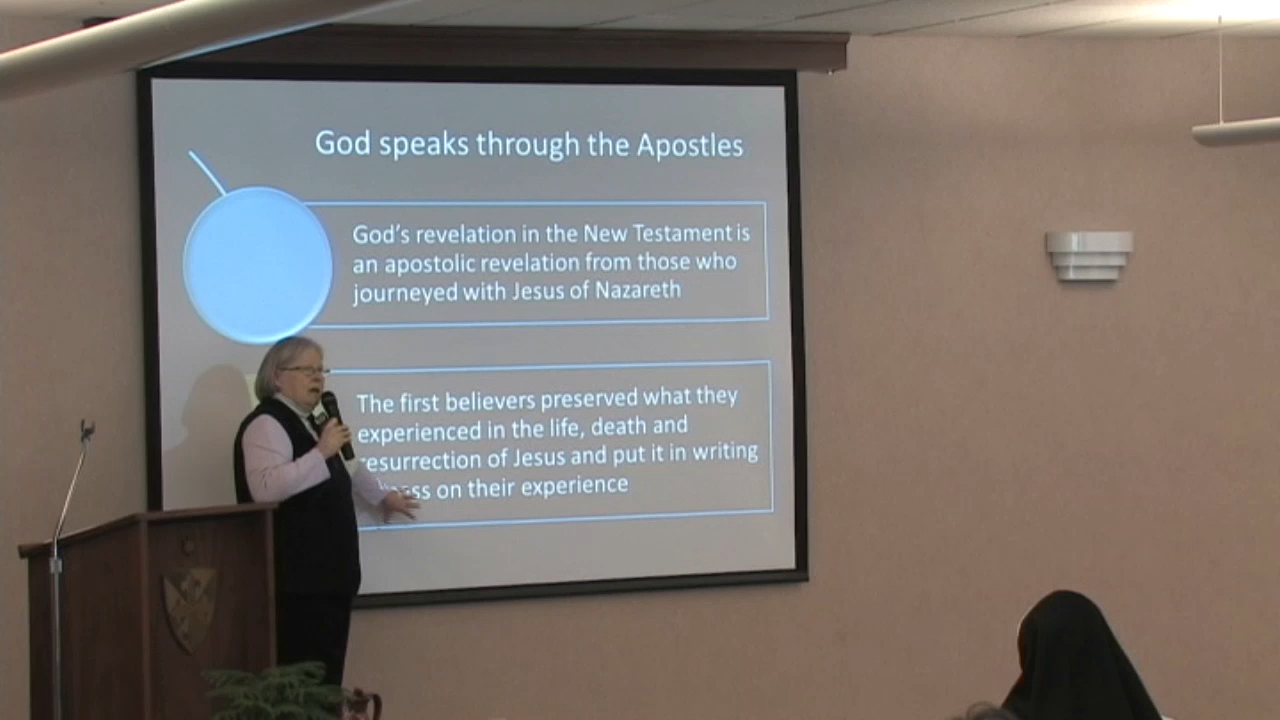 God speaks through the Apostles
God's revelation in the New Testament is
an apostolic revelation from those who
journeyed with Jesus of Nazareth
The first believers preserved what they
experienced in the life, death and
resurrection of Jesus and put it in writing
on their experience